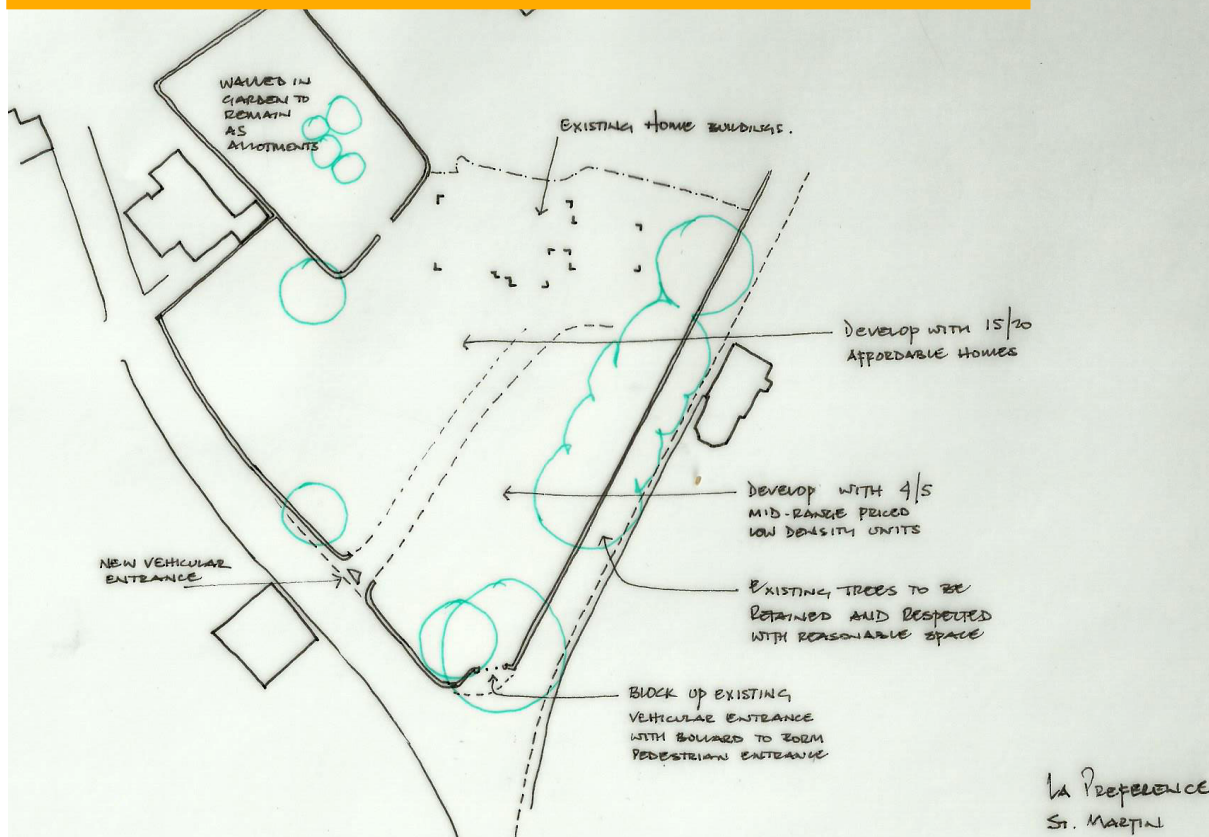 WALLED IN
GARDEN TO
REMAIN
AS
ALLOTMENTS
EXISTING HOME BUILDINGS.
DEVELOP WITH 15/20
AFFORDABLE HOMES
DEVELOP WITH 4/5
MID-RANGE PRICED
LOW DENSITY UNITS
NEW VEHICULAR
ENTRANCE
EXISTING TREES TO BE
RETAINED AND RESPECTED
WITH REASONABLE SPACE
BLOCK UP EXISTING
VEHICULAR ENTRANCE
WITH BOLLARD TO FORM
PEDESTRIAN ENTRANCE
LA PREFERENCE
ST. MARTIN